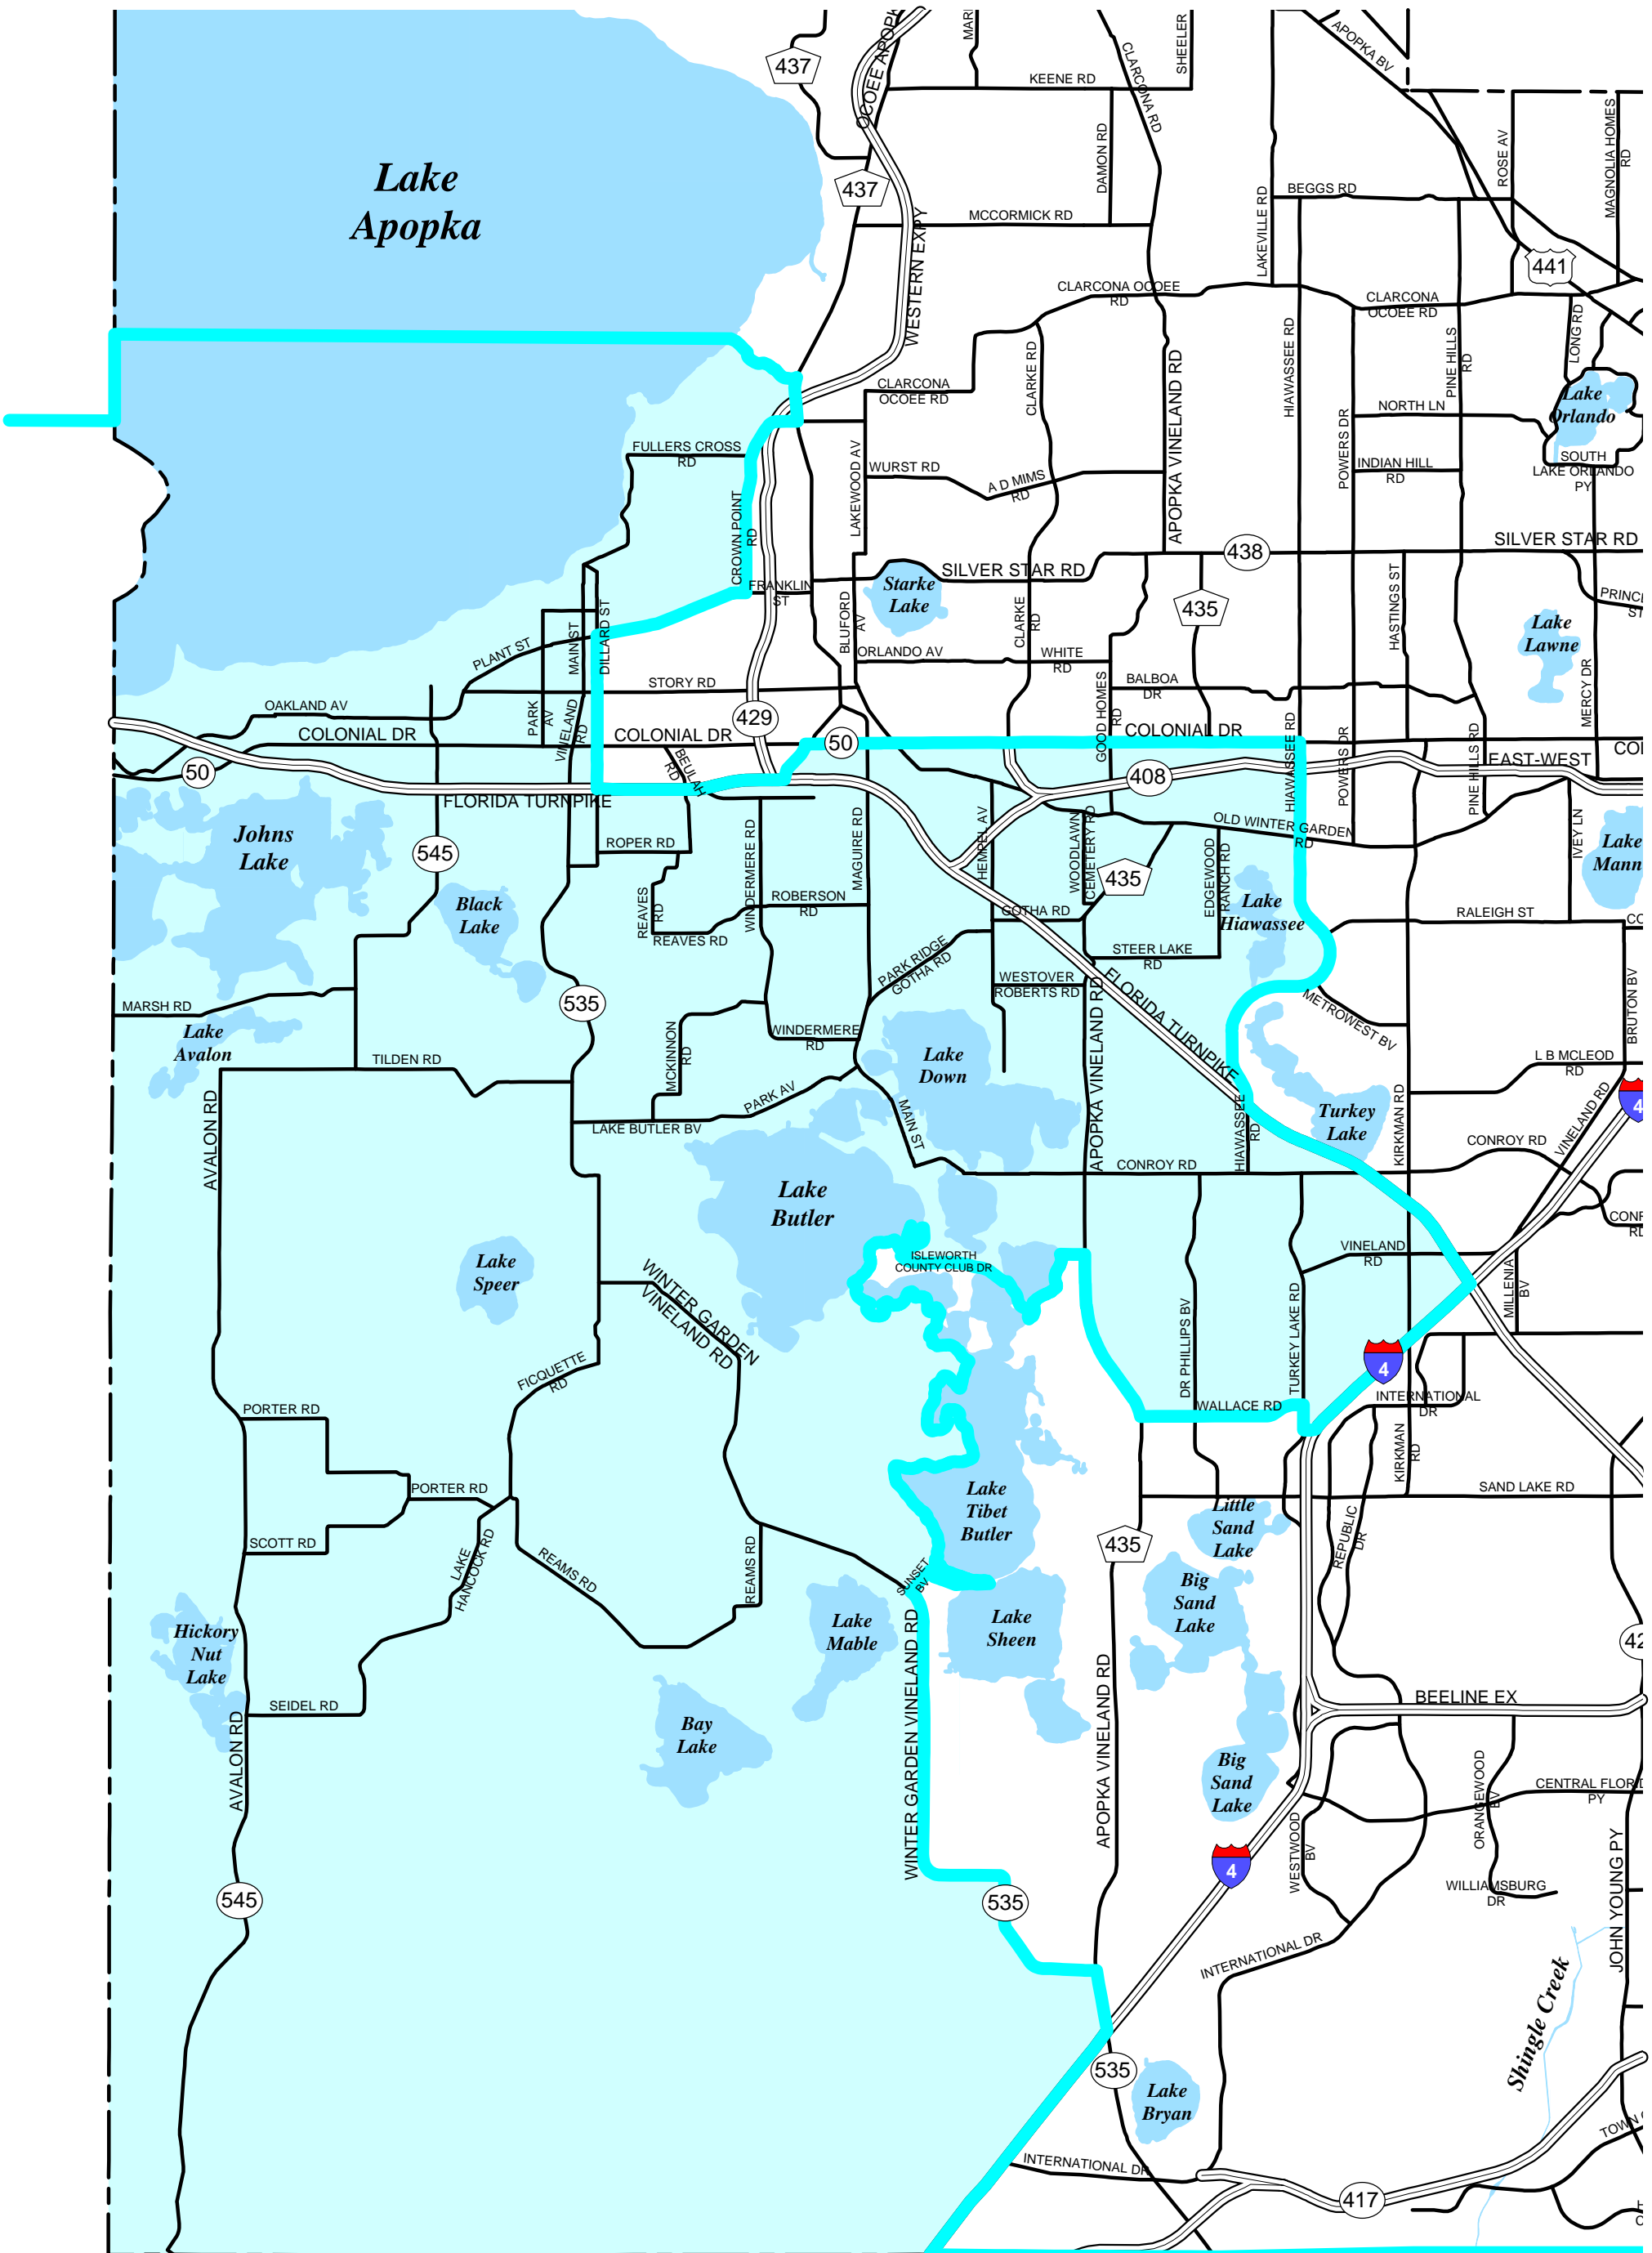 437
OCOEE APOPK
MARI
CLARCONA RD
SHEELER
APOPKA BV
KEENE RD
DAMON RD
ROSE AV
MAGNOLIA HOMES
RD
Lake
Apopka
437
MCCORMICK RD
LAKEVILLE RD
BEGGS RD
WESTERN EXPY
441
CLARCONA OCOEE
RD
CLARCONA
OCOEE RD
LONG RD
HIAWASSEE RD
PINE HILLS
RD
CLARKE RD
APOPKA VINELAND RD
CLARCONA
OCOEE RD
Lake
Orlando
NORTH LN
POWERS DR
FULLERS CROSS
RD
LAKEWOOD AV
WURST RD
A D MIMS
RD
INDIAN HILL
RD
SOUTH
LAKE ORLANDO
PY
CROWN POINT
RD
SILVER STAR RD
438
SILVER STAR RD
FRANKLIN
ST
Starke
Lake
435
HASTINGS ST
PRINCE
ST
BLUFORD
AV
CLARKE
RD
Lake
Lawne
PLANT ST
MAIN ST
DILLARD ST
ORLANDO AV
WHITE
RD
STORY RD
BALBOA
DR
GOOD HOMES
RD
MERCY DR
OAKLAND AV
PARK
AV
VINELAND
RD
429
COLONIAL DR
COLONIAL DR
50
COLONIAL DR
HIAWASSEE RD
POWERS DR
PINE HILLS RD
EAST-WEST
COL
50
BEULAH
RD
408
FLORIDA TURNPIKE
Johns
Lake
545
ROPER RD
WINDERMERE RD
MAGUIRE RD
HEMPEL AV
WOODLAWN
CEMETERY RD
OLD WINTER GARDEN
RD
IVEY LN
Lake
Mann
435
EDGEWOOD
RANCH RD
Black
Lake
REAVES
RD
ROBERSON
RD
Lake
Hiawassee
GOTHA RD
RALEIGH ST
CO
REAVES RD
STEER LAKE
RD
PARK RIDGE
GOTHA RD
WESTOVER
ROBERTS RD
FLORIDA TURNPIKE
METROWEST BV
BRUTON BV
MARSH RD
535
Lake
Avalon
WINDERMERE
RD
MCKINNON
RD
Lake
Down
APOPKA VINELAND RD
L B MCLEOD
RD
TILDEN RD
PARK AV
AVALON RD
LAKE BUTLER BV
MAIN ST
HIAWASSEE
RD
Turkey
Lake
KIRKMAN RD
VINELAND RD
4
CONROY RD
CONROY RD
Lake
Butler
CONR
RD
ISLEWORTH
COUNTY CLUB DR
VINELAND
RD
MILLENIA
BV
Lake
Speer
WINTER GARDEN
VINELAND RD
DR PHILLIPS BV
TURKEY LAKE RD
FICQUETTE
RD
4
PORTER RD
WALLACE RD
INTERNATIONAL
DR
KIRKMAN
RD
PORTER RD
SAND LAKE RD
Lake
Tibet
Butler
Little
Sand
Lake
REPUBLIC
DR
435
SCOTT RD
LAKE
HANCOCK RD
REAMS RD
REAMS RD
SUNSET
BV
Big
Sand
Lake
Hickory
Nut
Lake
Lake
Mable
Lake
Sheen
42
SEIDEL RD
WINTER GARDEN VINELAND RD
APOPKA VINELAND RD
BEELINE EX
AVALON RD
Bay
Lake
Big
Sand
Lake
ORANGEWOOD
BV
CENTRAL FLORID
PY
WESTWOOD
BV
4
JOHN YOUNG PY
545
535
WILLIAMSBURG
DR
INTERNATIONAL DR
Shingle Creek
535
Lake
Bryan
TOWN C
INTERNATIONAL DR
417